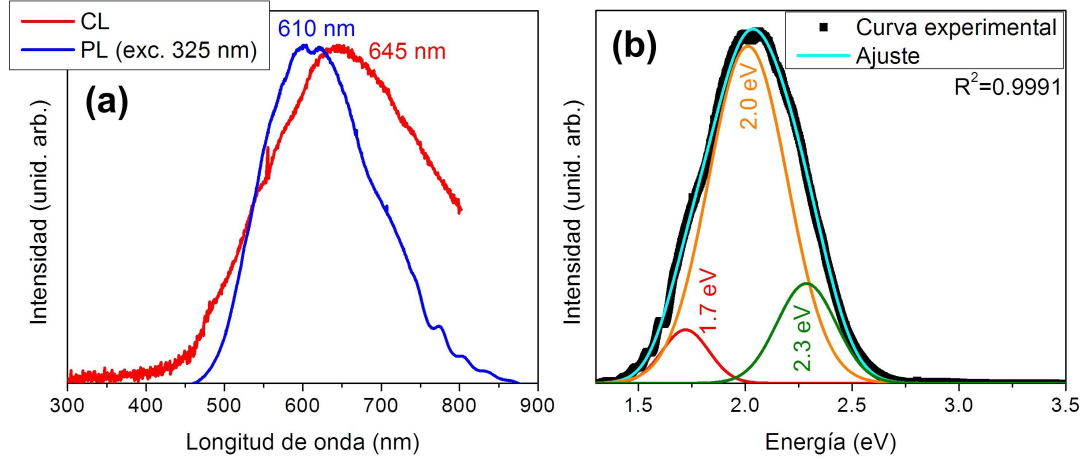 CL
PL (exc. 325 nm)
610 nm
645 nm
(a)
Intensidad (unid. arb.)
300 400 500 600 700 800 900
Longitud de onda (nm)
(b)
Curva experimental
Ajuste
R²=0.9991
2.0 eV
1.7 eV
2.3 eV
Intensidad (unid. arb.)
1.5 2.0 2.5 3.0 3.5
Energía (eV)